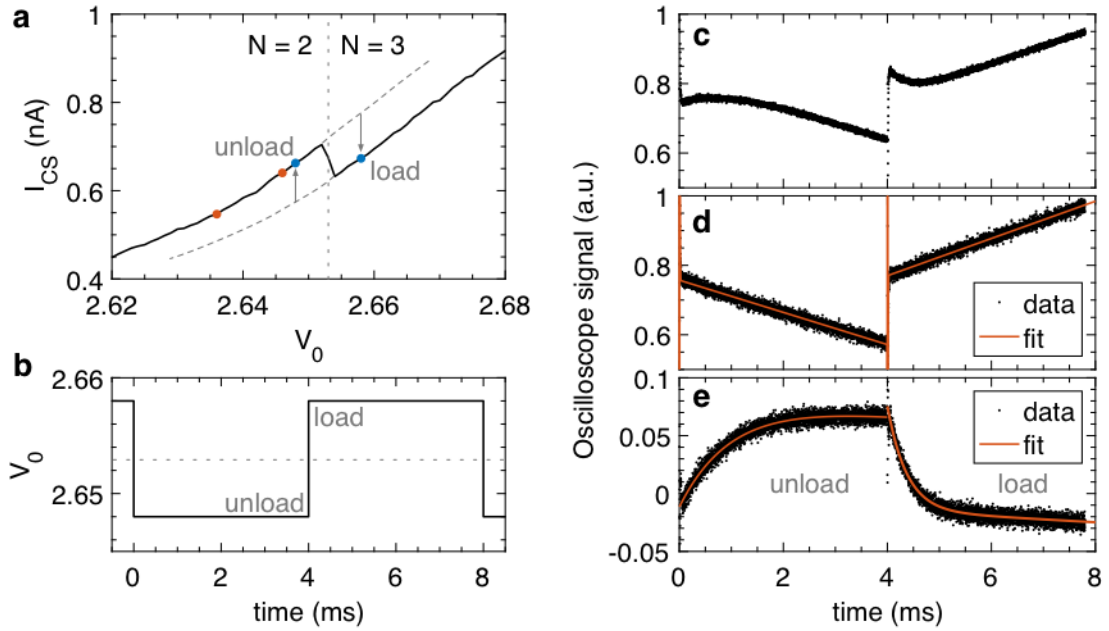 a
1
N = 2
N = 3
0.8
unload
load
0.6
0.4
I_CS (nA)
2.62
2.64
2.66
2.68
V_0
b
2.66
load
V_0
2.65
unload
0
2
4
6
8
time (ms)
Oscilloscope signal (a.u.)
c
1
0.8
0.6
d
1
0.8
data
0.6
fit
e
0.1
data
0.05
fit
unload
load
0
-0.05
0
2
4
6
8
time (ms)